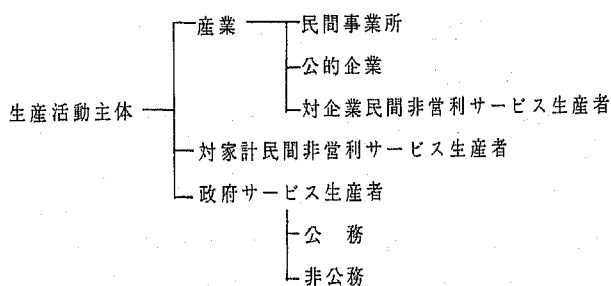 産業
民間事業所
公的企業
生産活動主体
対企業民間非営利サービス生産者
対家計民間非営利サービス生産者
政府サービス生産者
公務
非公務